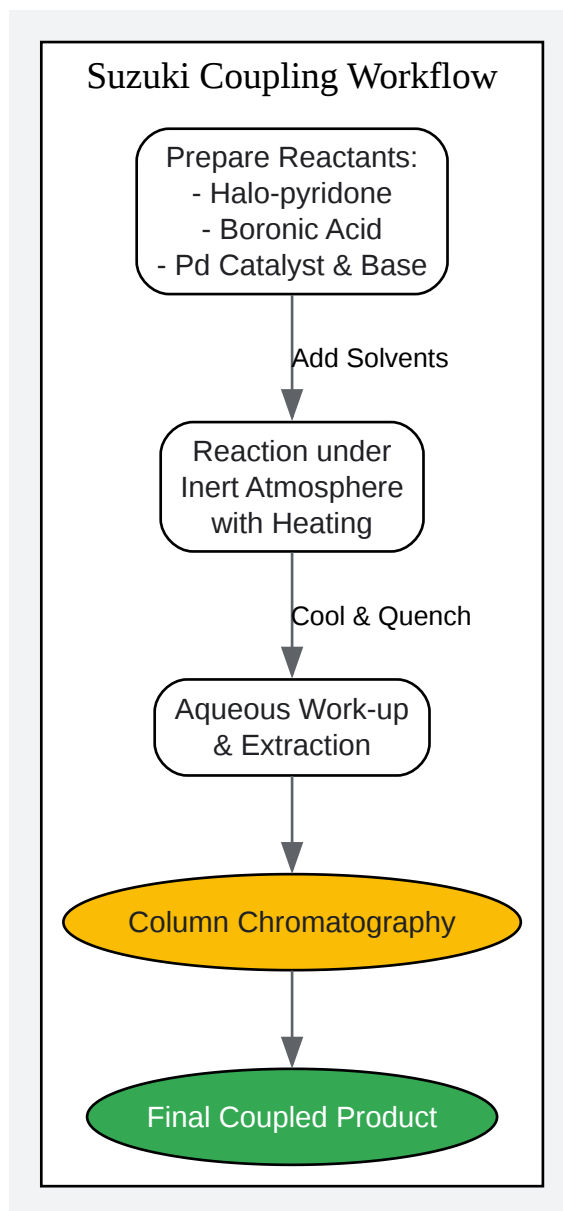 Suzuki Coupling Workflow
Prepare Reactants:
- Halo-pyridone
- Boronic Acid
- Pd Catalyst & Base
Add Solvents
Reaction under
Inert Atmosphere
with Heating
Cool & Quench
Aqueous Work-up
& Extraction
Column Chromatography
Final Coupled Product